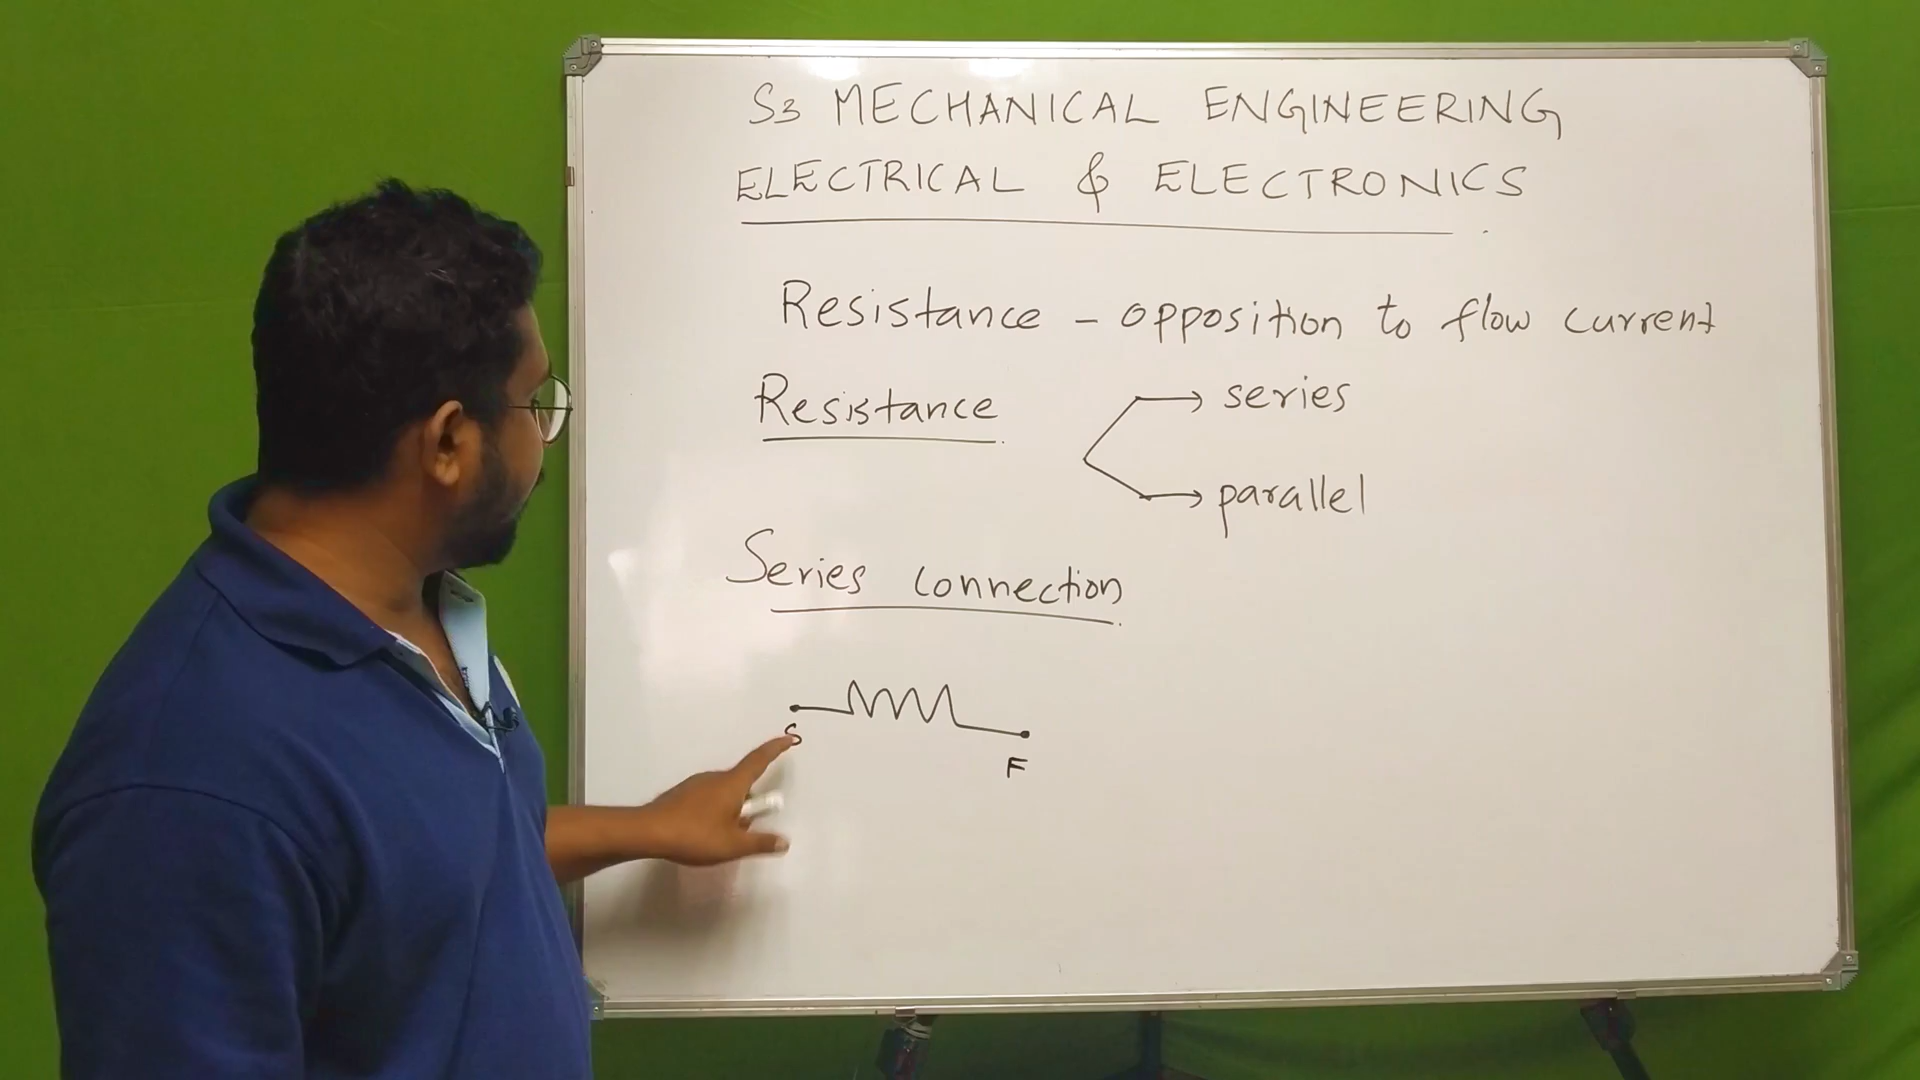 S3 MECHANICAL ENGINEERING
ELECTRICAL & ELECTRONICS
Resistance - opposition to flow current
Resistance
series
parallel
Series connection
S
F